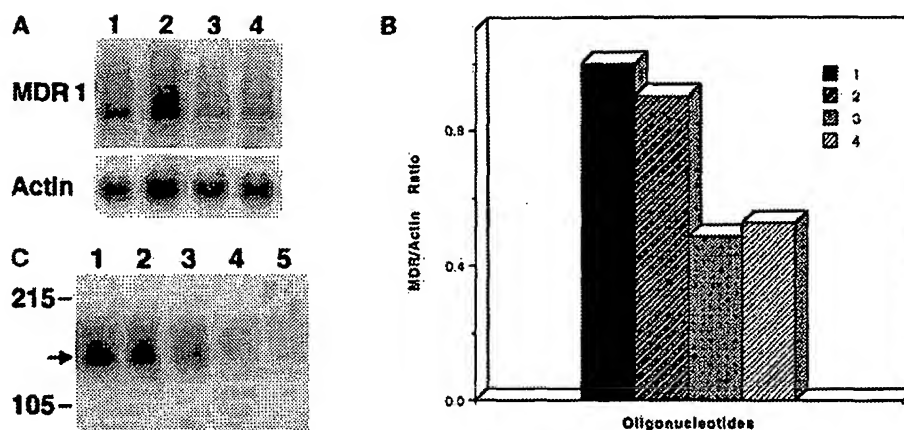 A 1 2 3 4
MDR 1
Actin
C 1 2 3 4 5
215-
105-
B
1
2
3
4
0.8
0.4
0.0
MDR/Actin Ratio
Oligonucleotides